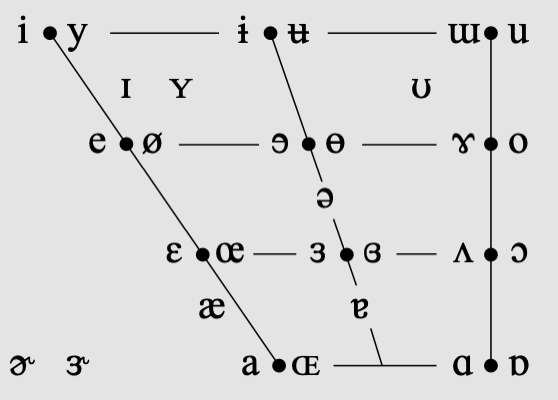 i y ɨ ʉ ɯ u
ɪ ʏ ʊ
e ø ɘ ɵ ɤ o
ə
ɛ œ ɜ ɞ ʌ ɔ
æ ɐ
ɚ ɝ a ɶ ɑ ɒ